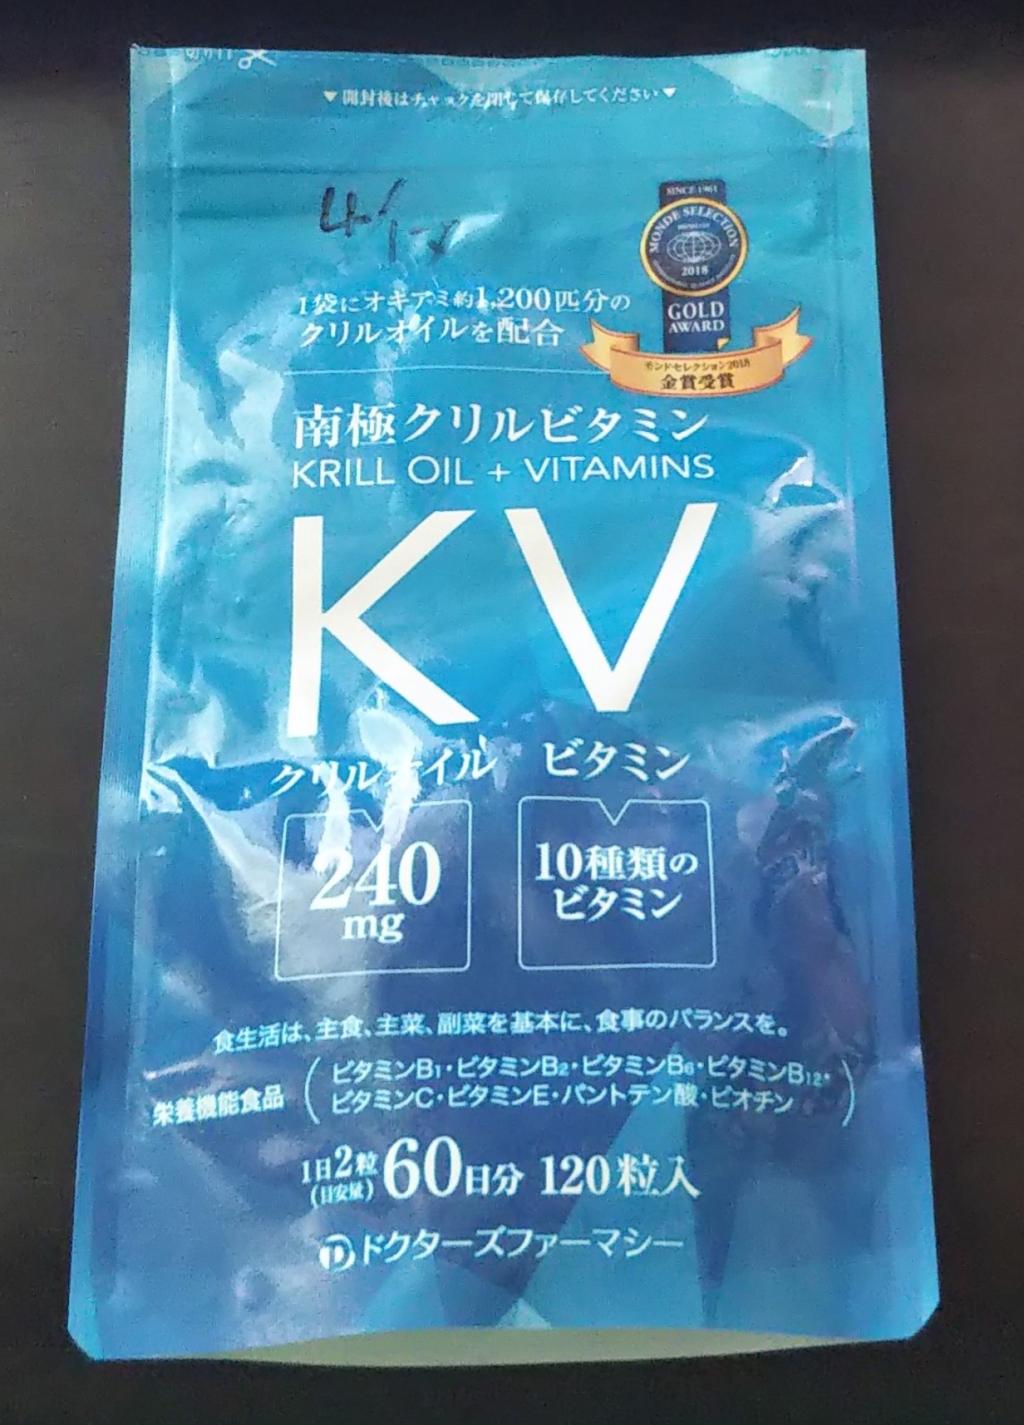 ▼開封後はチャックを閉じて保存してください▼
SINCE 1961
MONDE SELECTION
2018
GOLD
AWARD
モンドセレクション2018
金賞受賞
1袋にオキアミ約1,200匹分の
クリルオイルを配合
南極クリルビタミン
KRILL OIL + VITAMINS
KV
クリルオイル ビタミン
240
mg
10種類の
ビタミン
食生活は、主食、主菜、副菜を基本に、食事のバランスを。
栄養機能食品
ビタミンB1・ビタミンB2・ビタミンB6・ビタミンB12・
ビタミンC・ビタミンE・パントテン酸・ビオチン
1日2粒
(目安量)
60日分 120粒入
ドクターズファーマシー